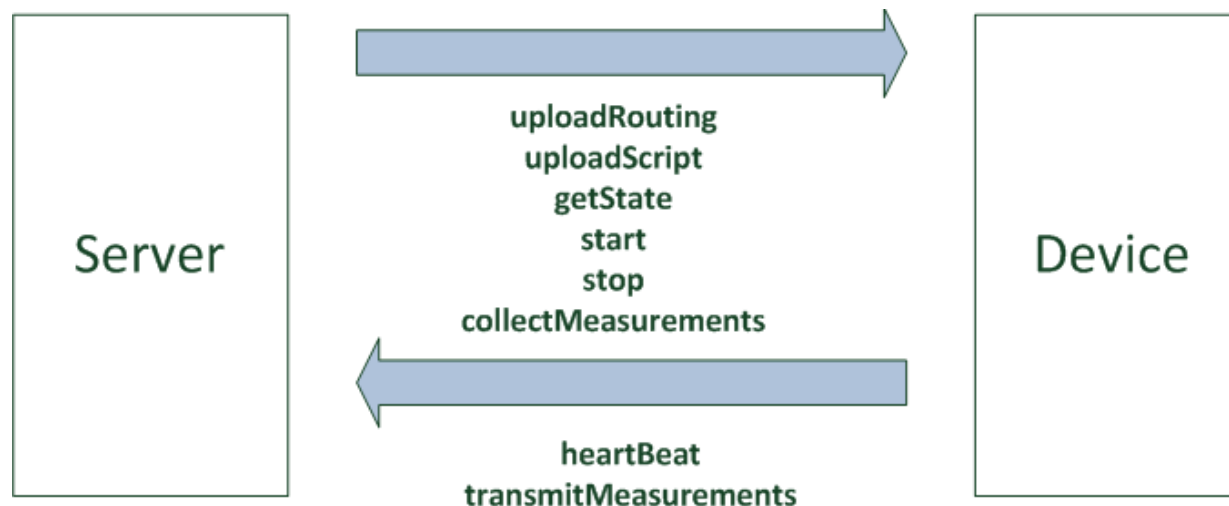 Server
uploadRouting
uploadScript
getState
start
stop
collectMeasurements
heartBeat
transmitMeasurements
Device